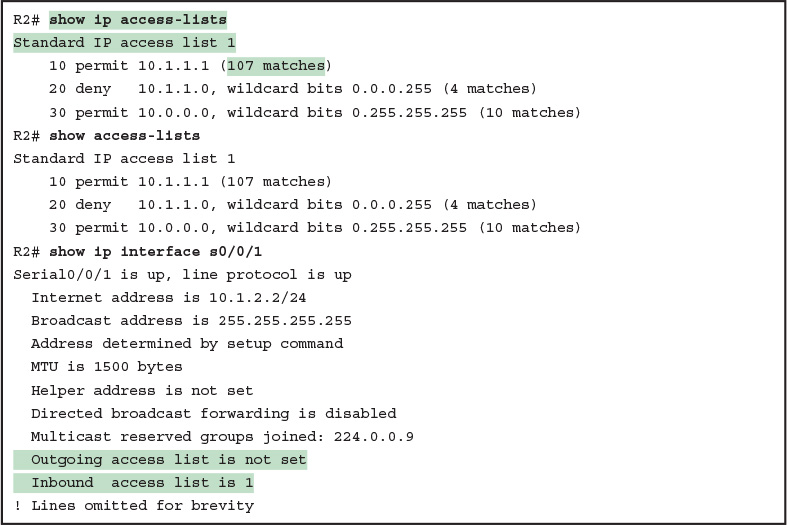 R2# show ip access-lists
Standard IP access list 1
    10 permit 10.1.1.1 (107 matches)
    20 deny   10.1.1.0, wildcard bits 0.0.0.255 (4 matches)
    30 permit 10.0.0.0, wildcard bits 0.255.255.255 (10 matches)
R2# show access-lists
Standard IP access list 1
    10 permit 10.1.1.1 (107 matches)
    20 deny   10.1.1.0, wildcard bits 0.0.0.255 (4 matches)
    30 permit 10.0.0.0, wildcard bits 0.255.255.255 (10 matches)
R2# show ip interface s0/0/1
Serial0/0/1 is up, line protocol is up
  Internet address is 10.1.2.2/24
  Broadcast address is 255.255.255.255
  Address determined by setup command
  MTU is 1500 bytes
  Helper address is not set
  Directed broadcast forwarding is disabled
  Multicast reserved groups joined: 224.0.0.9
  Outgoing access list is not set
  Inbound  access list is 1
! Lines omitted for brevity